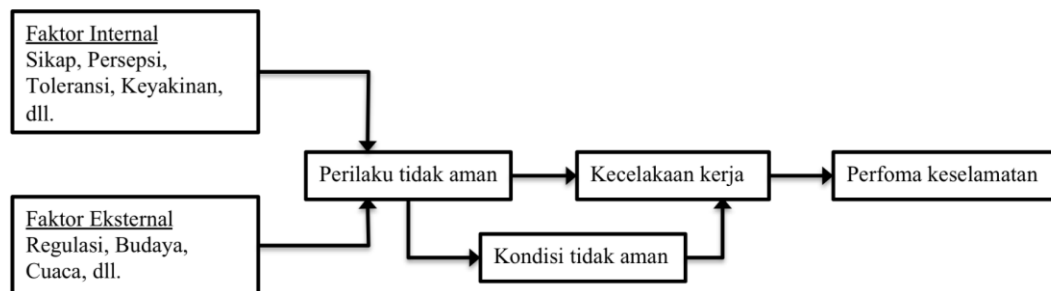 Faktor Internal
Sikap, Persepsi,
Toleransi, Keyakinan,
dll.
Perilaku tidak aman
Kecelakaan kerja
Perfoma keselamatan
Faktor Eksternal
Regulasi, Budaya,
Cuaca, dll.
Kondisi tidak aman